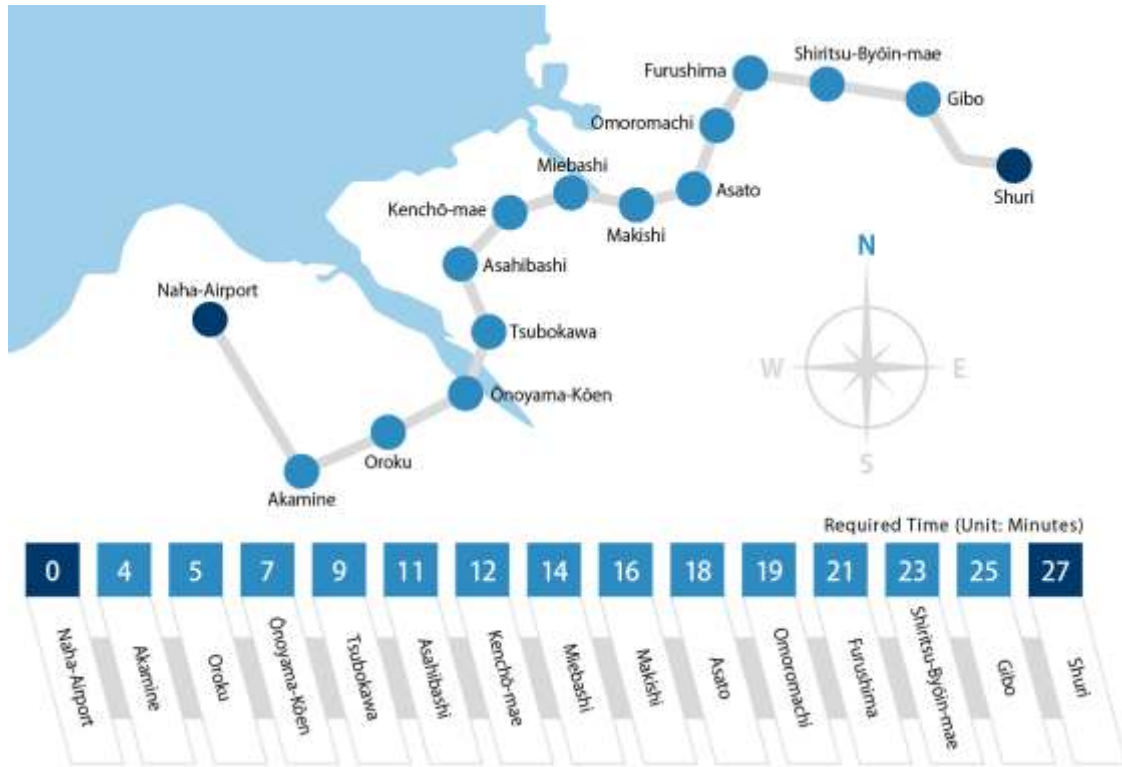 Shiritsu-Byōin-mae
Furushima
Gibo
Omoromachi
Miebashi
Asato
Shuri
Kenchō-mae
Makishi
N
Asahibashi
Naha-Airport
Tsubokawa
W
E
Ōnoyama-Kōen
Oroku
S
Akamine
Required Time (Unit: Minutes)
0 4 5 7 9 11 12 14 16 18 19 21 23 25 27
Naha-Airport
Akamine
Oroku
Ōnoyama-Kōen
Tsubokawa
Asahibashi
Kenchō-mae
Miebashi
Makishi
Asato
Omoromachi
Furushima
Shiritsu-Byōin-mae
Gibo
Shuri